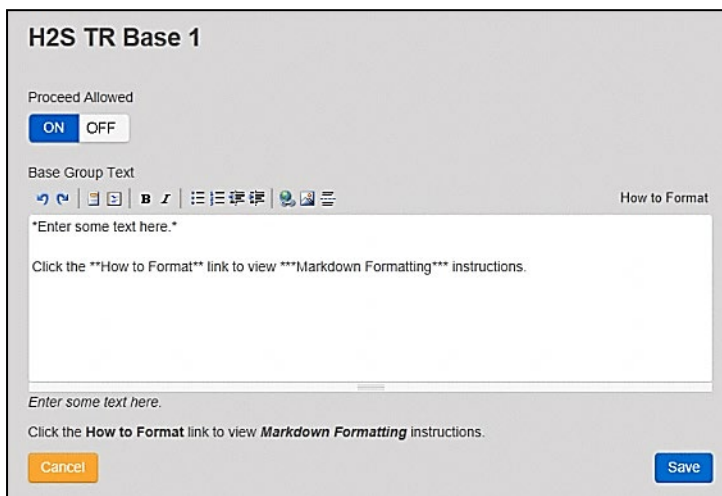 H2S TR Base 1
Proceed Allowed
ON OFF
Base Group Text
B I How to Format
*Enter some text here.*
Click the **How to Format** link to view ***Markdown Formatting*** instructions.
Enter some text here.
Click the How to Format link to view Markdown Formatting instructions.
Cancel Save